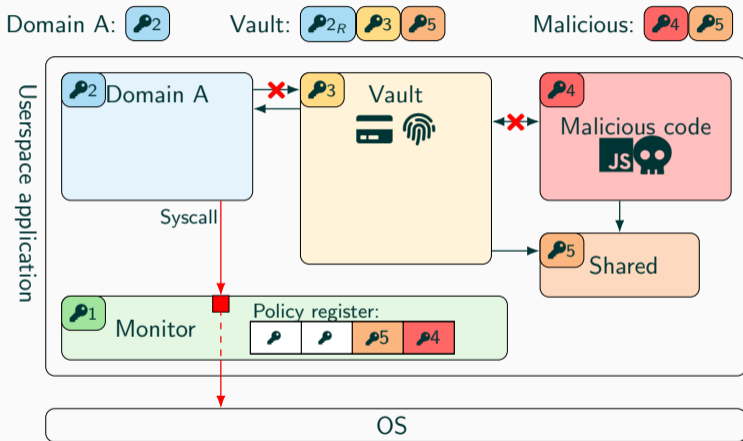 Domain A: 2 Vault: 2R 3 5 Malicious: 4 5
Userspace application
2 Domain A
3 Vault
4
Malicious code
JS
Syscall
5
Shared
1
Monitor
Policy register:
5 4
OS